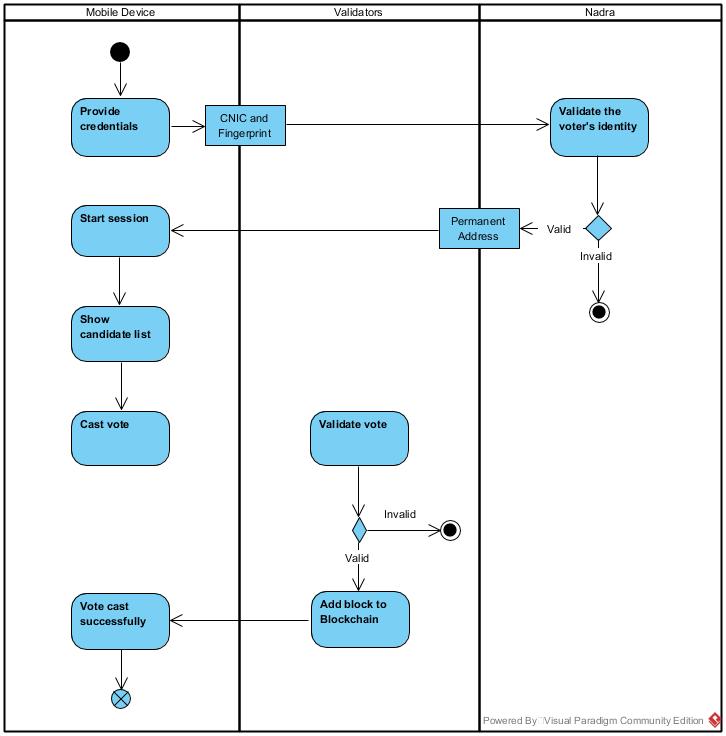 Mobile Device
Validators
Nadra
Provide
credentials
CNIC and
Fingerprint
Validate the
voter's identity
Start session
Permanent
Address
Valid
Invalid
Show
candidate list
Cast vote
Validate vote
Invalid
Valid
Vote cast
successfully
Add block to
Blockchain
Powered By Visual Paradigm Community Edition